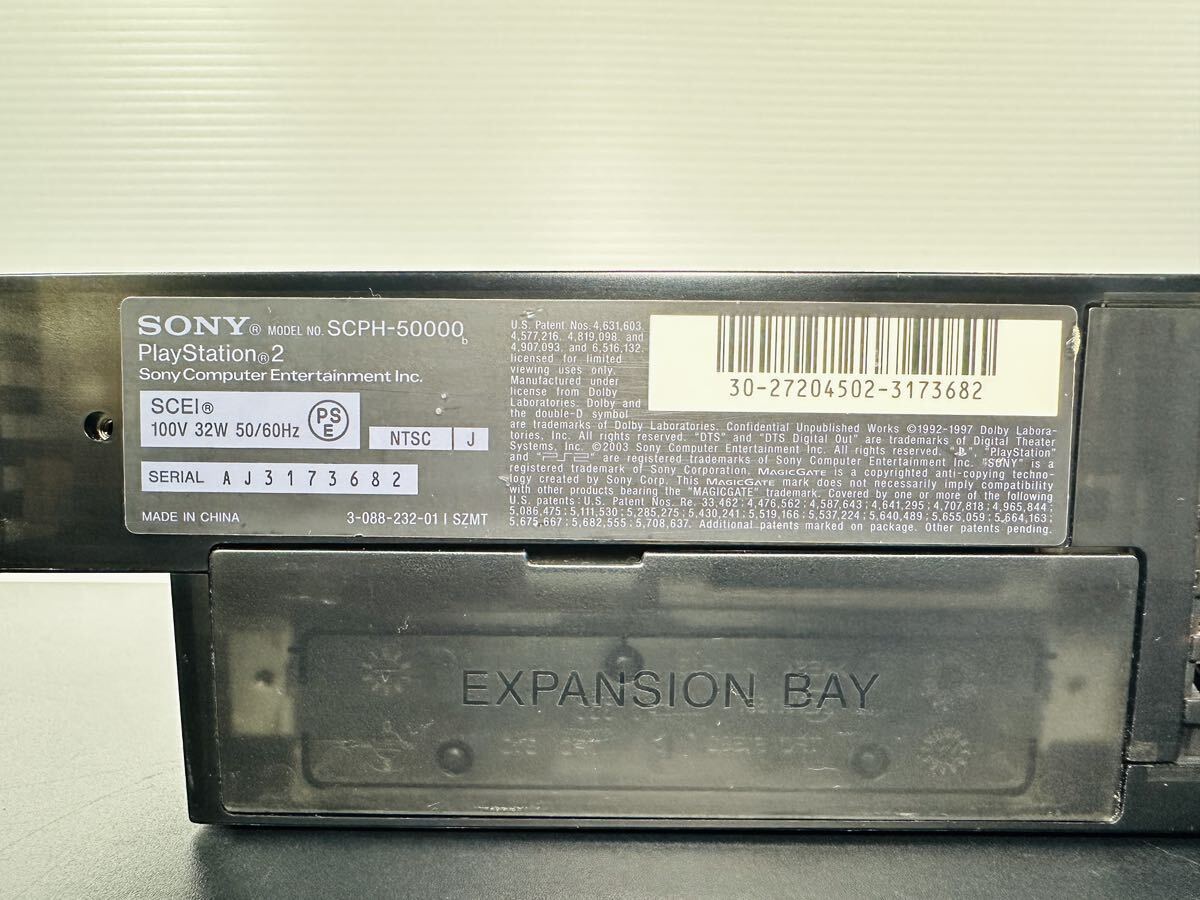 SONY® MODEL NO. SCPH-50000 b
PlayStation®2
Sony Computer Entertainment Inc.
SCEI®
100V 32W 50/60Hz
PS
E
NTSC J
SERIAL AJ3173682
MADE IN CHINA
3-088-232-01 I SZMT
U.S. Patent Nos. 4,631,603,
4,577,216, 4,819,098, and
4,907,093, and 6,516,132,
licensed for limited
viewing uses only.
Manufactured under
license from Dolby
Laboratories. Dolby and
the double-D symbol
are trademarks of Dolby Laboratories. Confidential Unpublished Works ©1992-1997 Dolby Labora-
tories, Inc. All rights reserved. "DTS" and "DTS Digital Out" are trademarks of Digital Theater
Systems, Inc. ©2003 Sony Computer Entertainment Inc. All rights reserved. " ", "PlayStation"
and "PS2" are registered trademarks of Sony Computer Entertainment Inc. "SONY" is a
registered trademark of Sony Corporation. MAGICGATE is a copyrighted anti-copying techno-
logy created by Sony Corp. This MAGICGATE mark does not necessarily imply compatibility
with other products bearing the "MAGICGATE" trademark. Covered by one or more of the following
U.S. patents : U.S. Patent Nos. Re. 33,462 ; 4,476,562 ; 4,587,643 ; 4,641,295 ; 4,707,818 ; 4,965,844 ;
5,086,475 ; 5,111,530 ; 5,285,275 ; 5,430,241 ; 5,519,166 ; 5,537,224 ; 5,640,489 ; 5,655,059 ; 5,664,163 ;
5,675,667 ; 5,682,555 ; 5,708,637. Additional patents marked on package. Other patents pending.
30-27204502-3173682
EXPANSION BAY